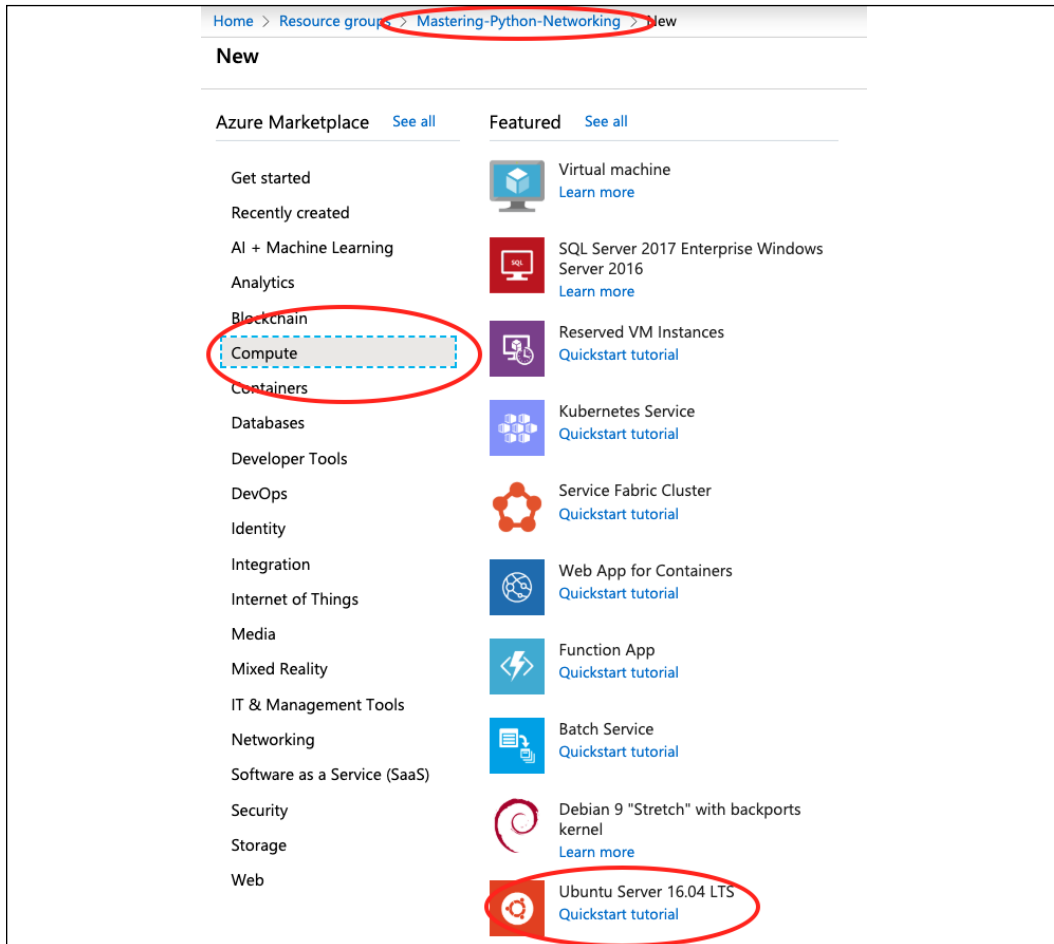 Home > Resource groups > Mastering-Python-Networking > New
New
Azure Marketplace See all
Get started
Recently created
AI + Machine Learning
Analytics
Blockchain
Compute
Containers
Databases
Developer Tools
DevOps
Identity
Integration
Internet of Things
Media
Mixed Reality
IT & Management Tools
Networking
Software as a Service (SaaS)
Security
Storage
Web
Featured See all
Virtual machine
Learn more
SQL
SQL Server 2017 Enterprise Windows
Server 2016
Learn more
Reserved VM Instances
Quickstart tutorial
Kubernetes Service
Quickstart tutorial
Service Fabric Cluster
Quickstart tutorial
Web App for Containers
Quickstart tutorial
Function App
Quickstart tutorial
Batch Service
Quickstart tutorial
Debian 9 "Stretch" with backports
kernel
Learn more
Ubuntu Server 16.04 LTS
Quickstart tutorial